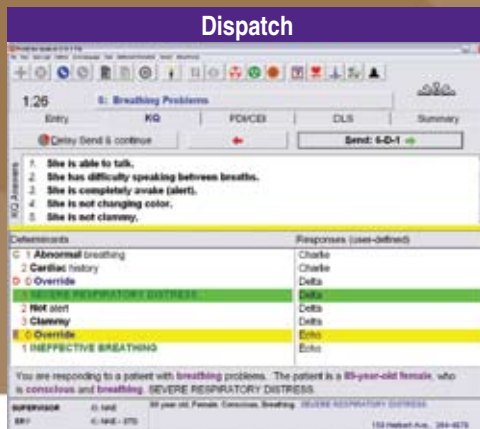 Dispatch
1:26
6: Breathing Problems
Entry
KQ
PDI/CEI
DLS
Summary
Delay Send & continue
Send: 6-D-1
KQ Answers
1. She is able to talk.
2. She has difficulty speaking between breaths.
3. She is completely awake (alert).
4. She is not changing color.
5. She is not clammy.
Determinants Responses (user-defined)
C 1 Abnormal breathing Charlie
2 Cardiac history Charlie
D 0 Override Delta
1 SEVERE RESPIRATORY DISTRESS Delta
2 Not alert Delta
3 Clammy Delta
E 0 Override Echo
1 INEFFECTIVE BREATHING Echo
You are responding to a patient with breathing problems. The patient is a 89-year-old female, who
is conscious and breathing. SEVERE RESPIRATORY DISTRESS.
SUPERVISOR
89 year old, Female, Conscious, Breathing. SEVERE RESPIRATORY DISTRESS.